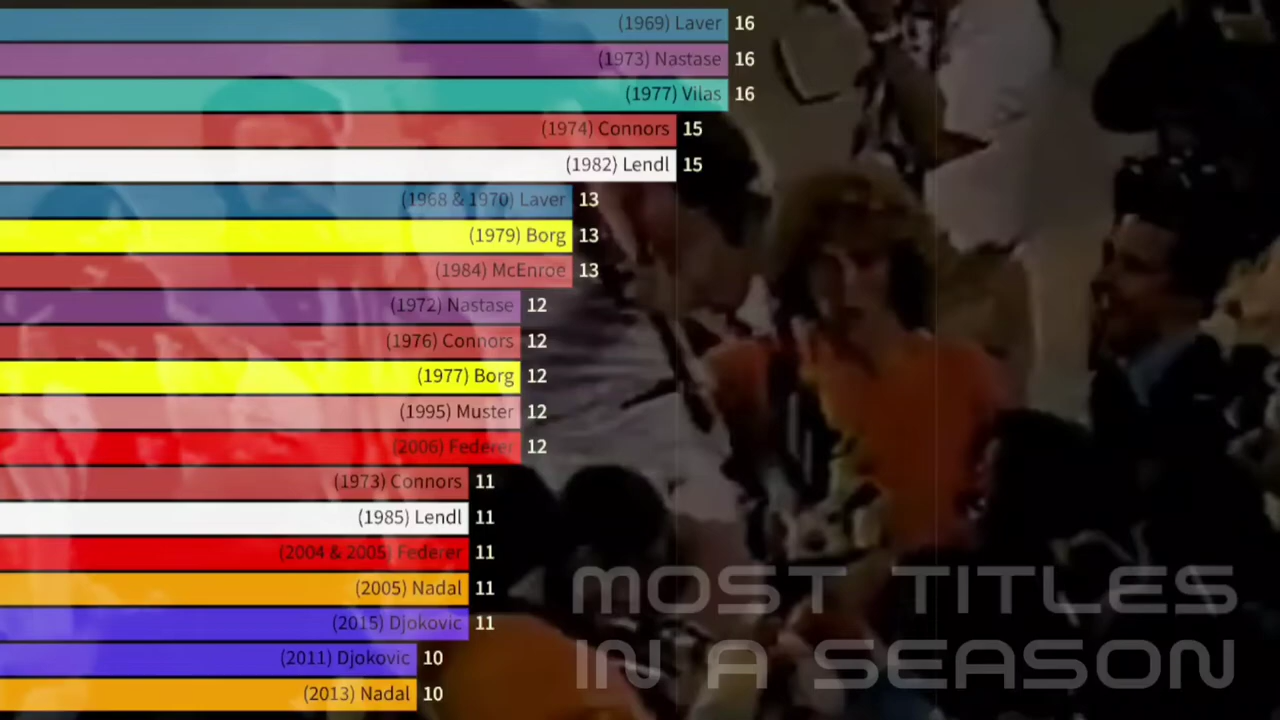 (1969) Laver 16
(1973) Nastase 16
(1977) Vilas 16
(1974) Connors 15
(1982) Lendl 15
(1968 & 1970) Laver 13
(1979) Borg 13
(1984) McEnroe 13
(1972) Nastase 12
(1976) Connors 12
(1977) Borg 12
(1995) Muster 12
(2006) Federer 12
(1973) Connors 11
(1985) Lendl 11
(2004 & 2005) Federer 11
(2005) Nadal 11
(2015) Djokovic 11
(2011) Djokovic 10
(2013) Nadal 10
MOST TITLES
IN A SEASON